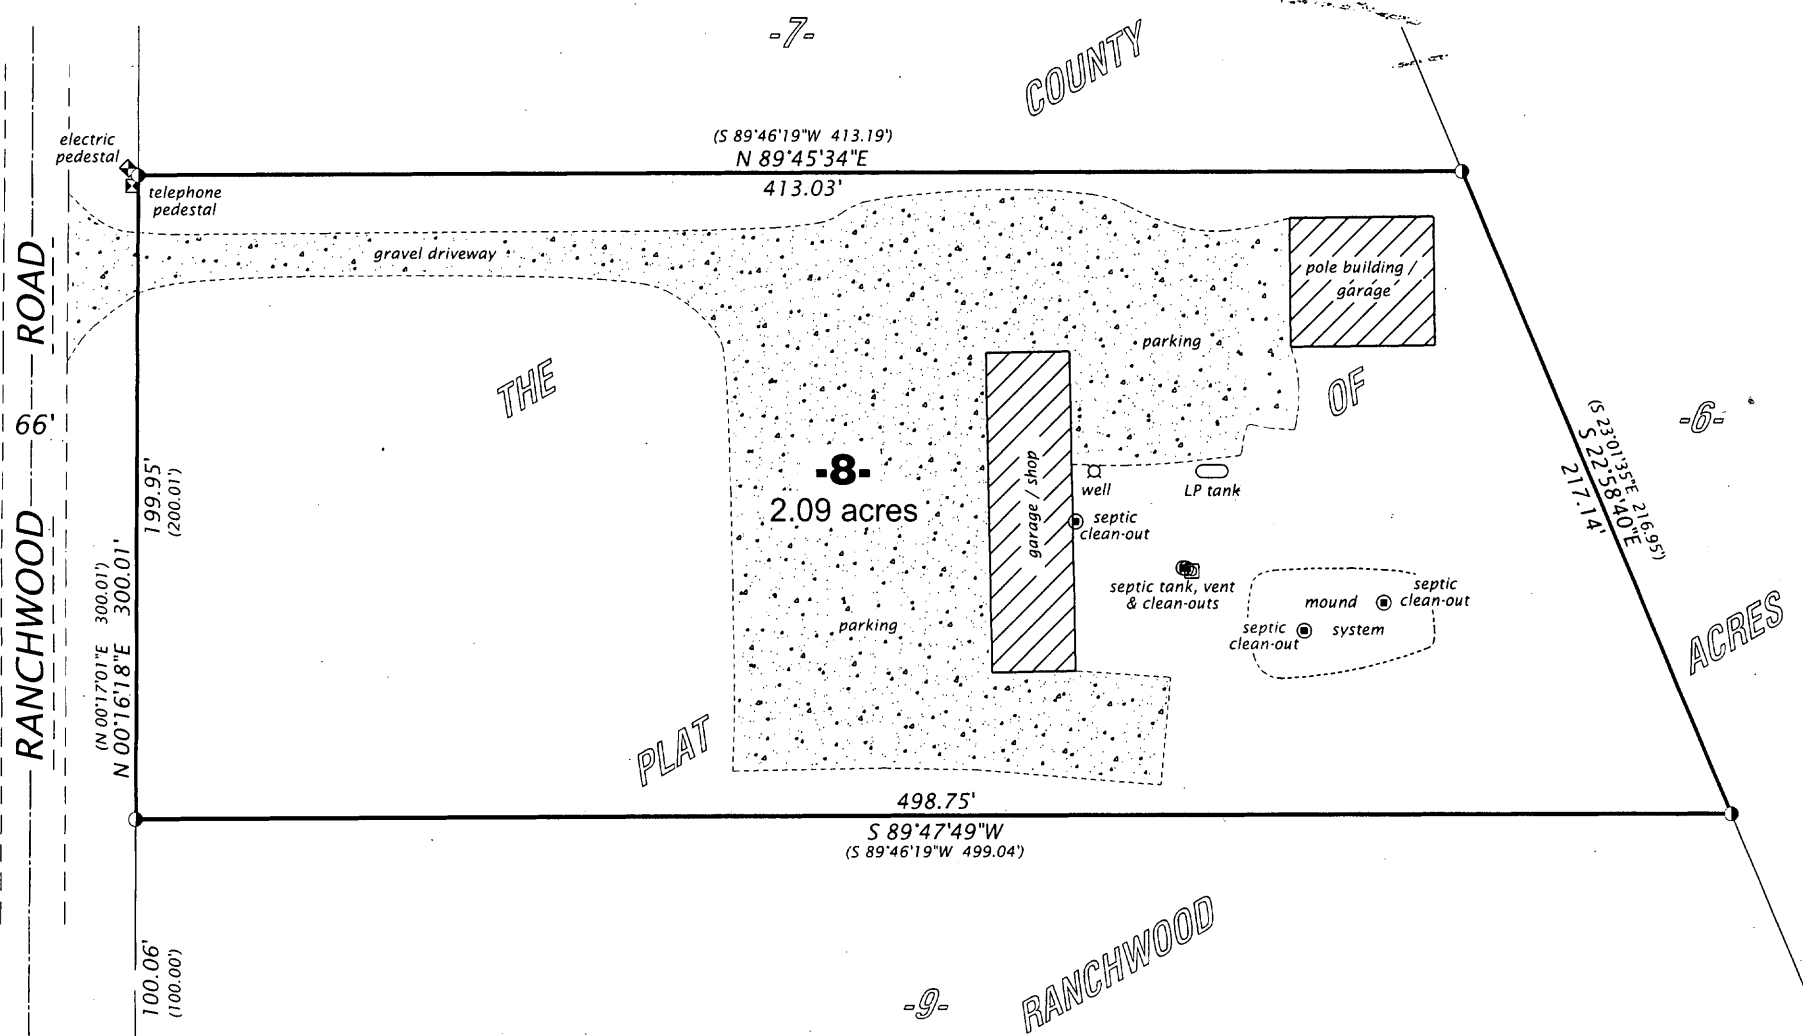 -7-
COUNTY
electric
pedestal
telephone
pedestal
(S 89°46'19"W 413.19')
N 89°45'34"E
413.03'
gravel driveway
pole building /
garage
parking
THE
OF
RANCHWOOD 66' ROAD
199.95'
(200.01')
(N 00°17'01"E 300.01')
N 00°16'18"E 300.01'
-8-
2.09 acres
garage / shop
well
LP tank
septic
clean-out
septic tank, vent
& clean-outs
mound
system
septic
clean-out
septic
clean-out
parking
(S 23°01'35"E 216.95')
S 22°58'40"E
217.14'
-6-
ACRES
PLAT
498.75'
S 89°47'49"W
(S 89°46'19"W 499.04')
100.06'
(100.00')
-9-
RANCHWOOD